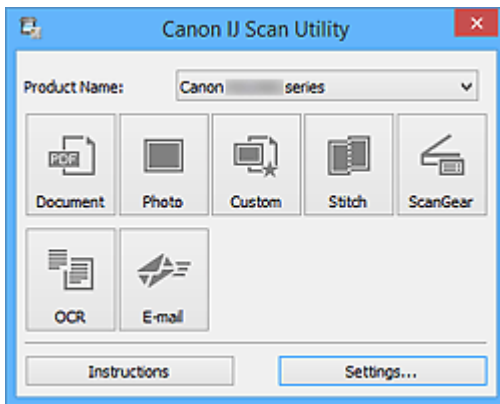 Canon IJ Scan Utility
Product Name: Canon series
PDF
Document Photo Custom Stitch ScanGear
OCR E-mail
Instructions Settings...